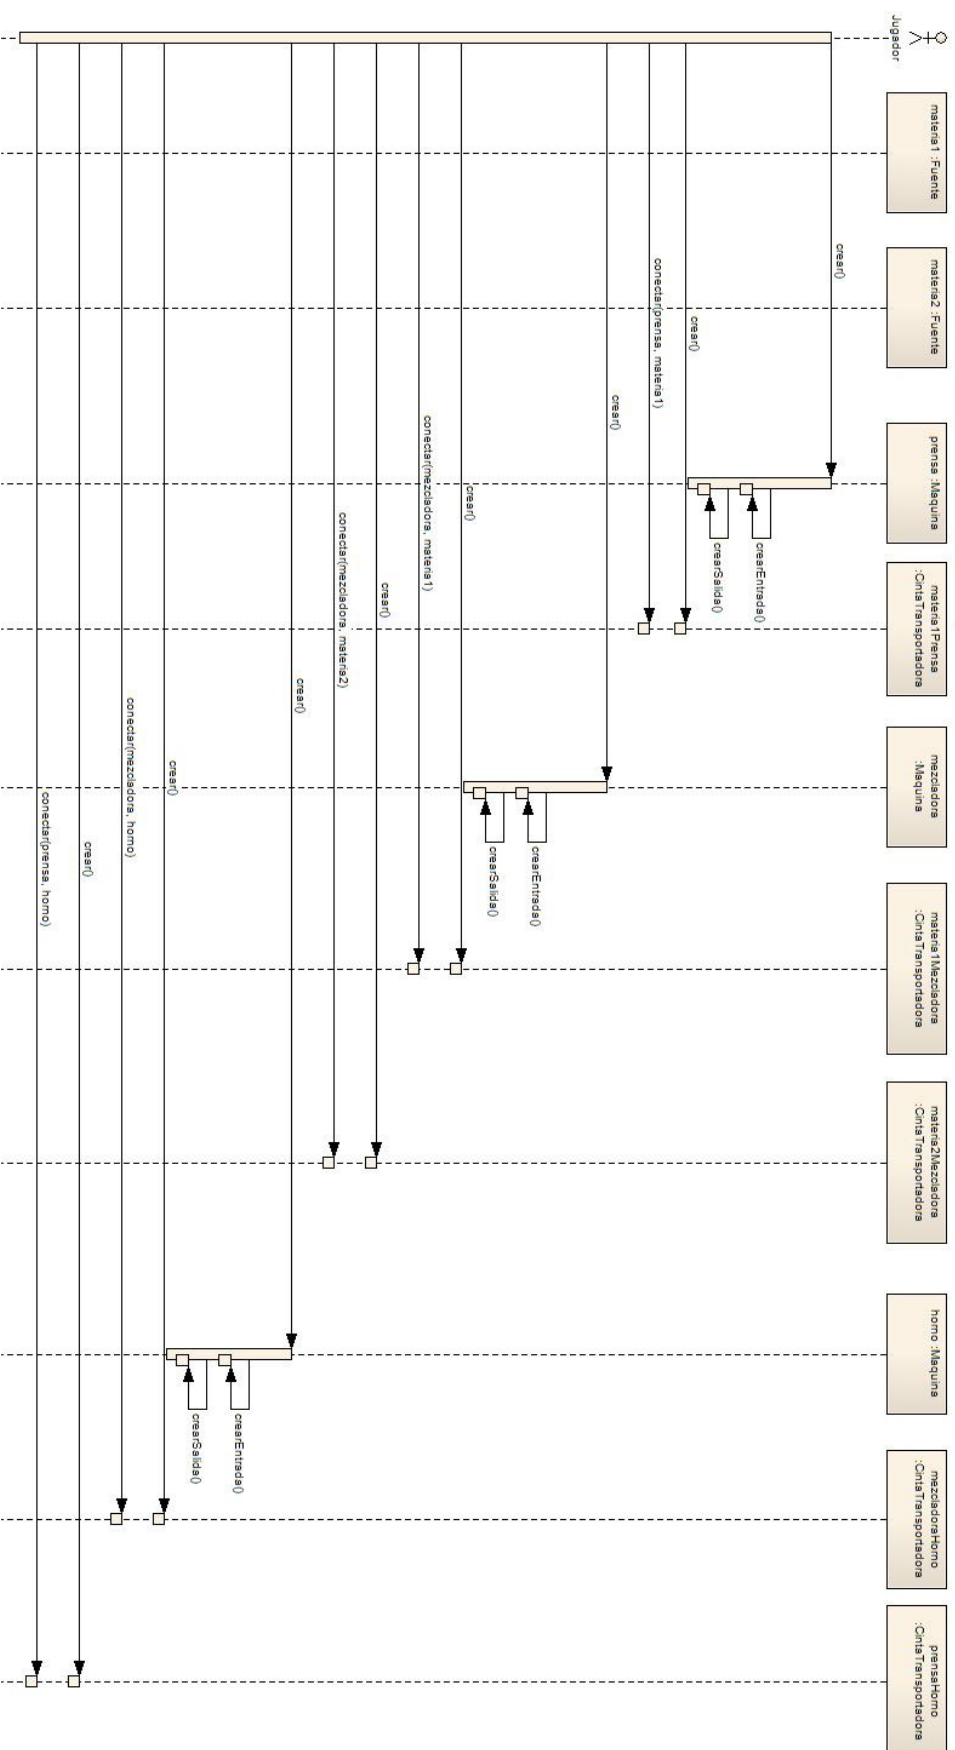 Jugador
materia1 :Fuente
materia2 :Fuente
prensa :Maquina
materia1Prensa
:CintaTransportadora
mezcladora
:Maquina
materia1Mezcladora
:CintaTransportadora
materia2Mezcladora
:CintaTransportadora
horno :Maquina
mezcladoraHorno
:CintaTransportadora
prensaHorno
:CintaTransportadora
crear()
crearEntrada()
crearSalida()
crear()
conectar(prensa, materia1)
crear()
crearEntrada()
crearSalida()
crear()
conectar(mezcladora, materia1)
crear()
conectar(mezcladora, materia2)
crear()
crearEntrada()
crearSalida()
crear()
conectar(mezcladora, horno)
crear()
conectar(prensa, horno)